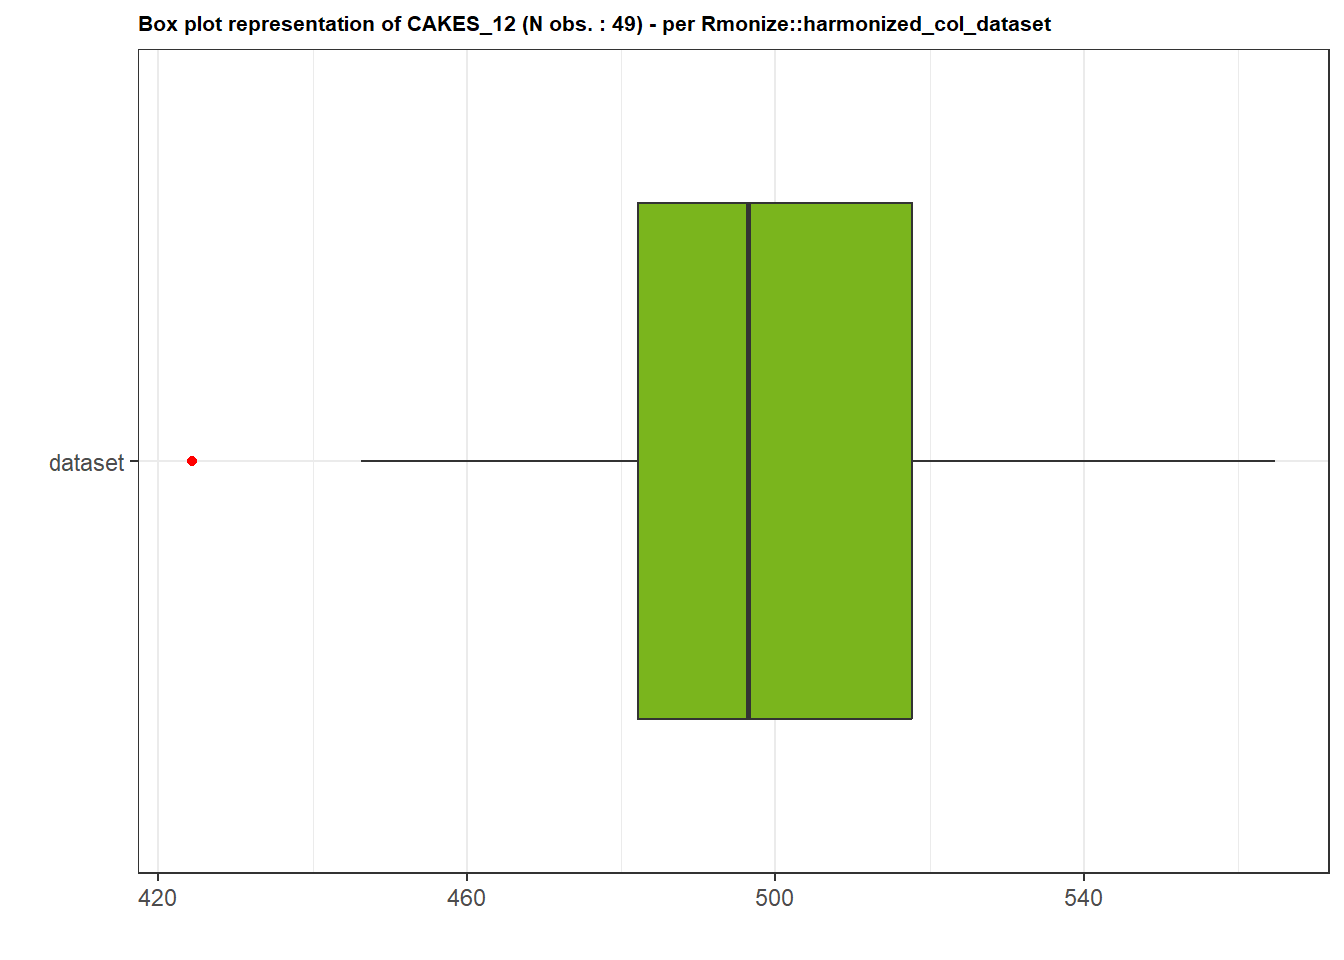 Box plot representation of CAKES_12 (N obs. : 49) - per Rmonize::harmonized_col_dataset
dataset
420 460 500 540